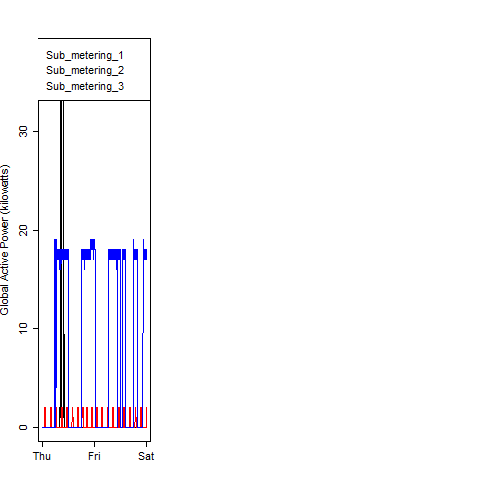 Sub_metering_1
Sub_metering_2
Sub_metering_3
Global Active Power (kilowatts)
30
20
10
0
Thu Fri Sat